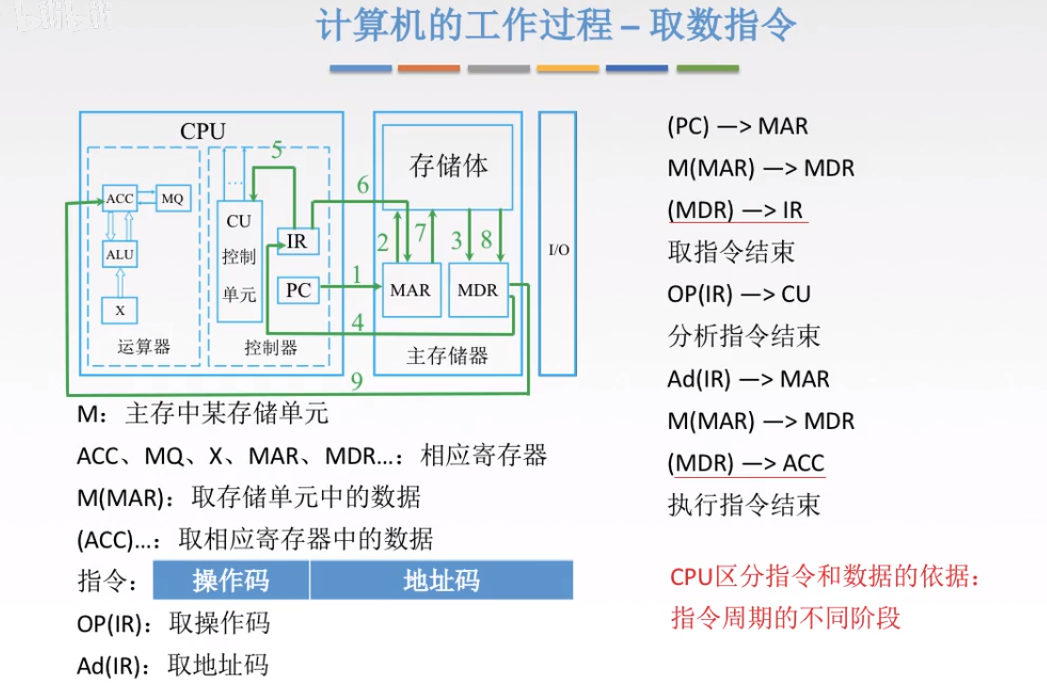 计算机的工作过程 – 取数指令
CPU
ACC
MQ
ALU
X
运算器
CU
控制
单元
...
IR
PC
控制器
存储体
MAR
MDR
主存储器
I/O
1
2
3
4
5
6
7
8
9
M：主存中某存储单元
ACC、MQ、X、MAR、MDR...：相应寄存器
M(MAR)：取存储单元中的数据
(ACC)...：取相应寄存器中的数据
指令： 操作码 地址码
OP(IR)：取操作码
Ad(IR)：取地址码
(PC) —> MAR
M(MAR) —> MDR
(MDR) —> IR
取指令结束
OP(IR) —> CU
分析指令结束
Ad(IR) —> MAR
M(MAR) —> MDR
(MDR) —> ACC
执行指令结束
CPU区分指令和数据的依据：
指令周期的不同阶段